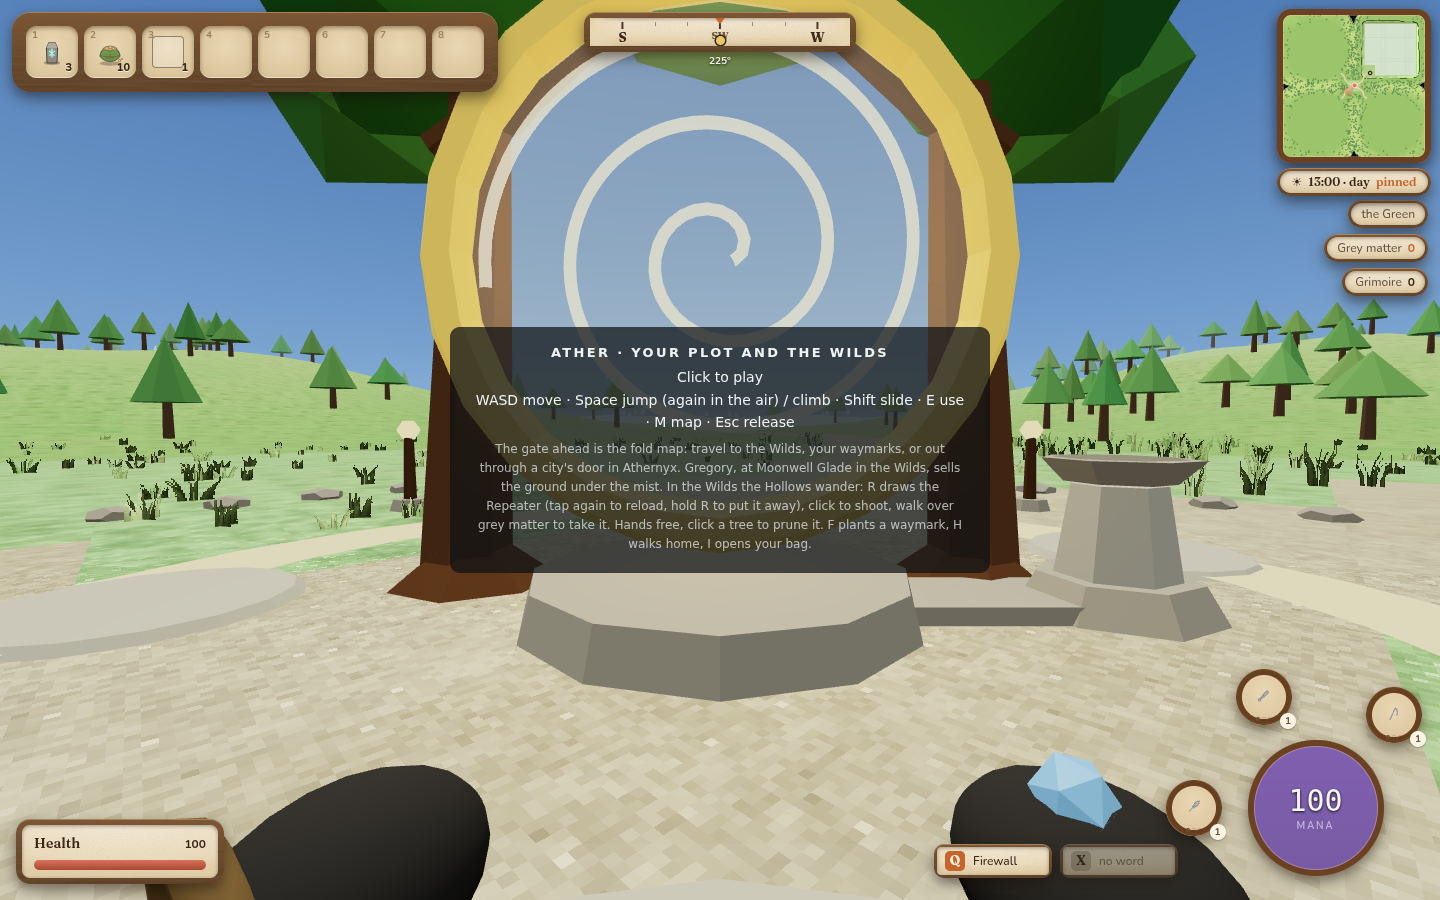 1 2 3 4 5 6 7 8
3 10 1
S SW W
225°
13:00 · day pinned
the Green
Grey matter 0
Grimoire 0
ATHER · YOUR PLOT AND THE WILDS
Click to play
WASD move · Space jump (again in the air) / climb · Shift slide · E use
· M map · Esc release
The gate ahead is the fold map: travel to the Wilds, your waymarks, or out
through a city's door in Athernyx. Gregory, at Moonwell Glade in the Wilds, sells
the ground under the mist. In the Wilds the Hollows wander: R draws the
Repeater (tap again to reload, hold R to put it away), click to shoot, walk over
grey matter to take it. Hands free, click a tree to prune it. F plants a waymark, H
walks home, I opens your bag.
1
1
1
100
MANA
Health 100
Q Firewall
X no word